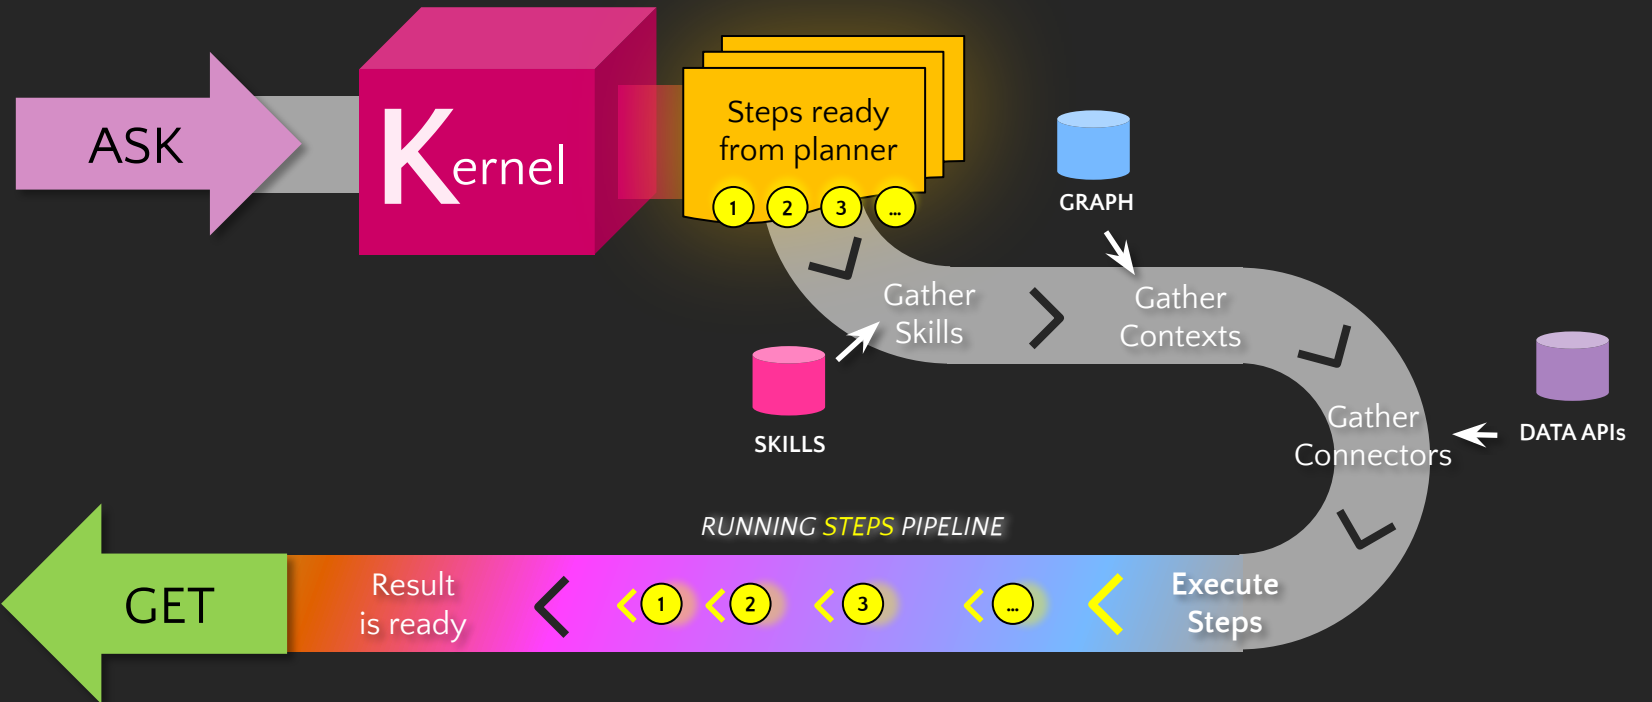 ASK
Kernel
Steps ready
from planner
1 2 3 ...
GRAPH
Gather
Skills
Gather
Contexts
SKILLS
Gather
Connectors
DATA APIs
RUNNING STEPS PIPELINE
GET
Result
is ready
1 2 3 ...
Execute
Steps